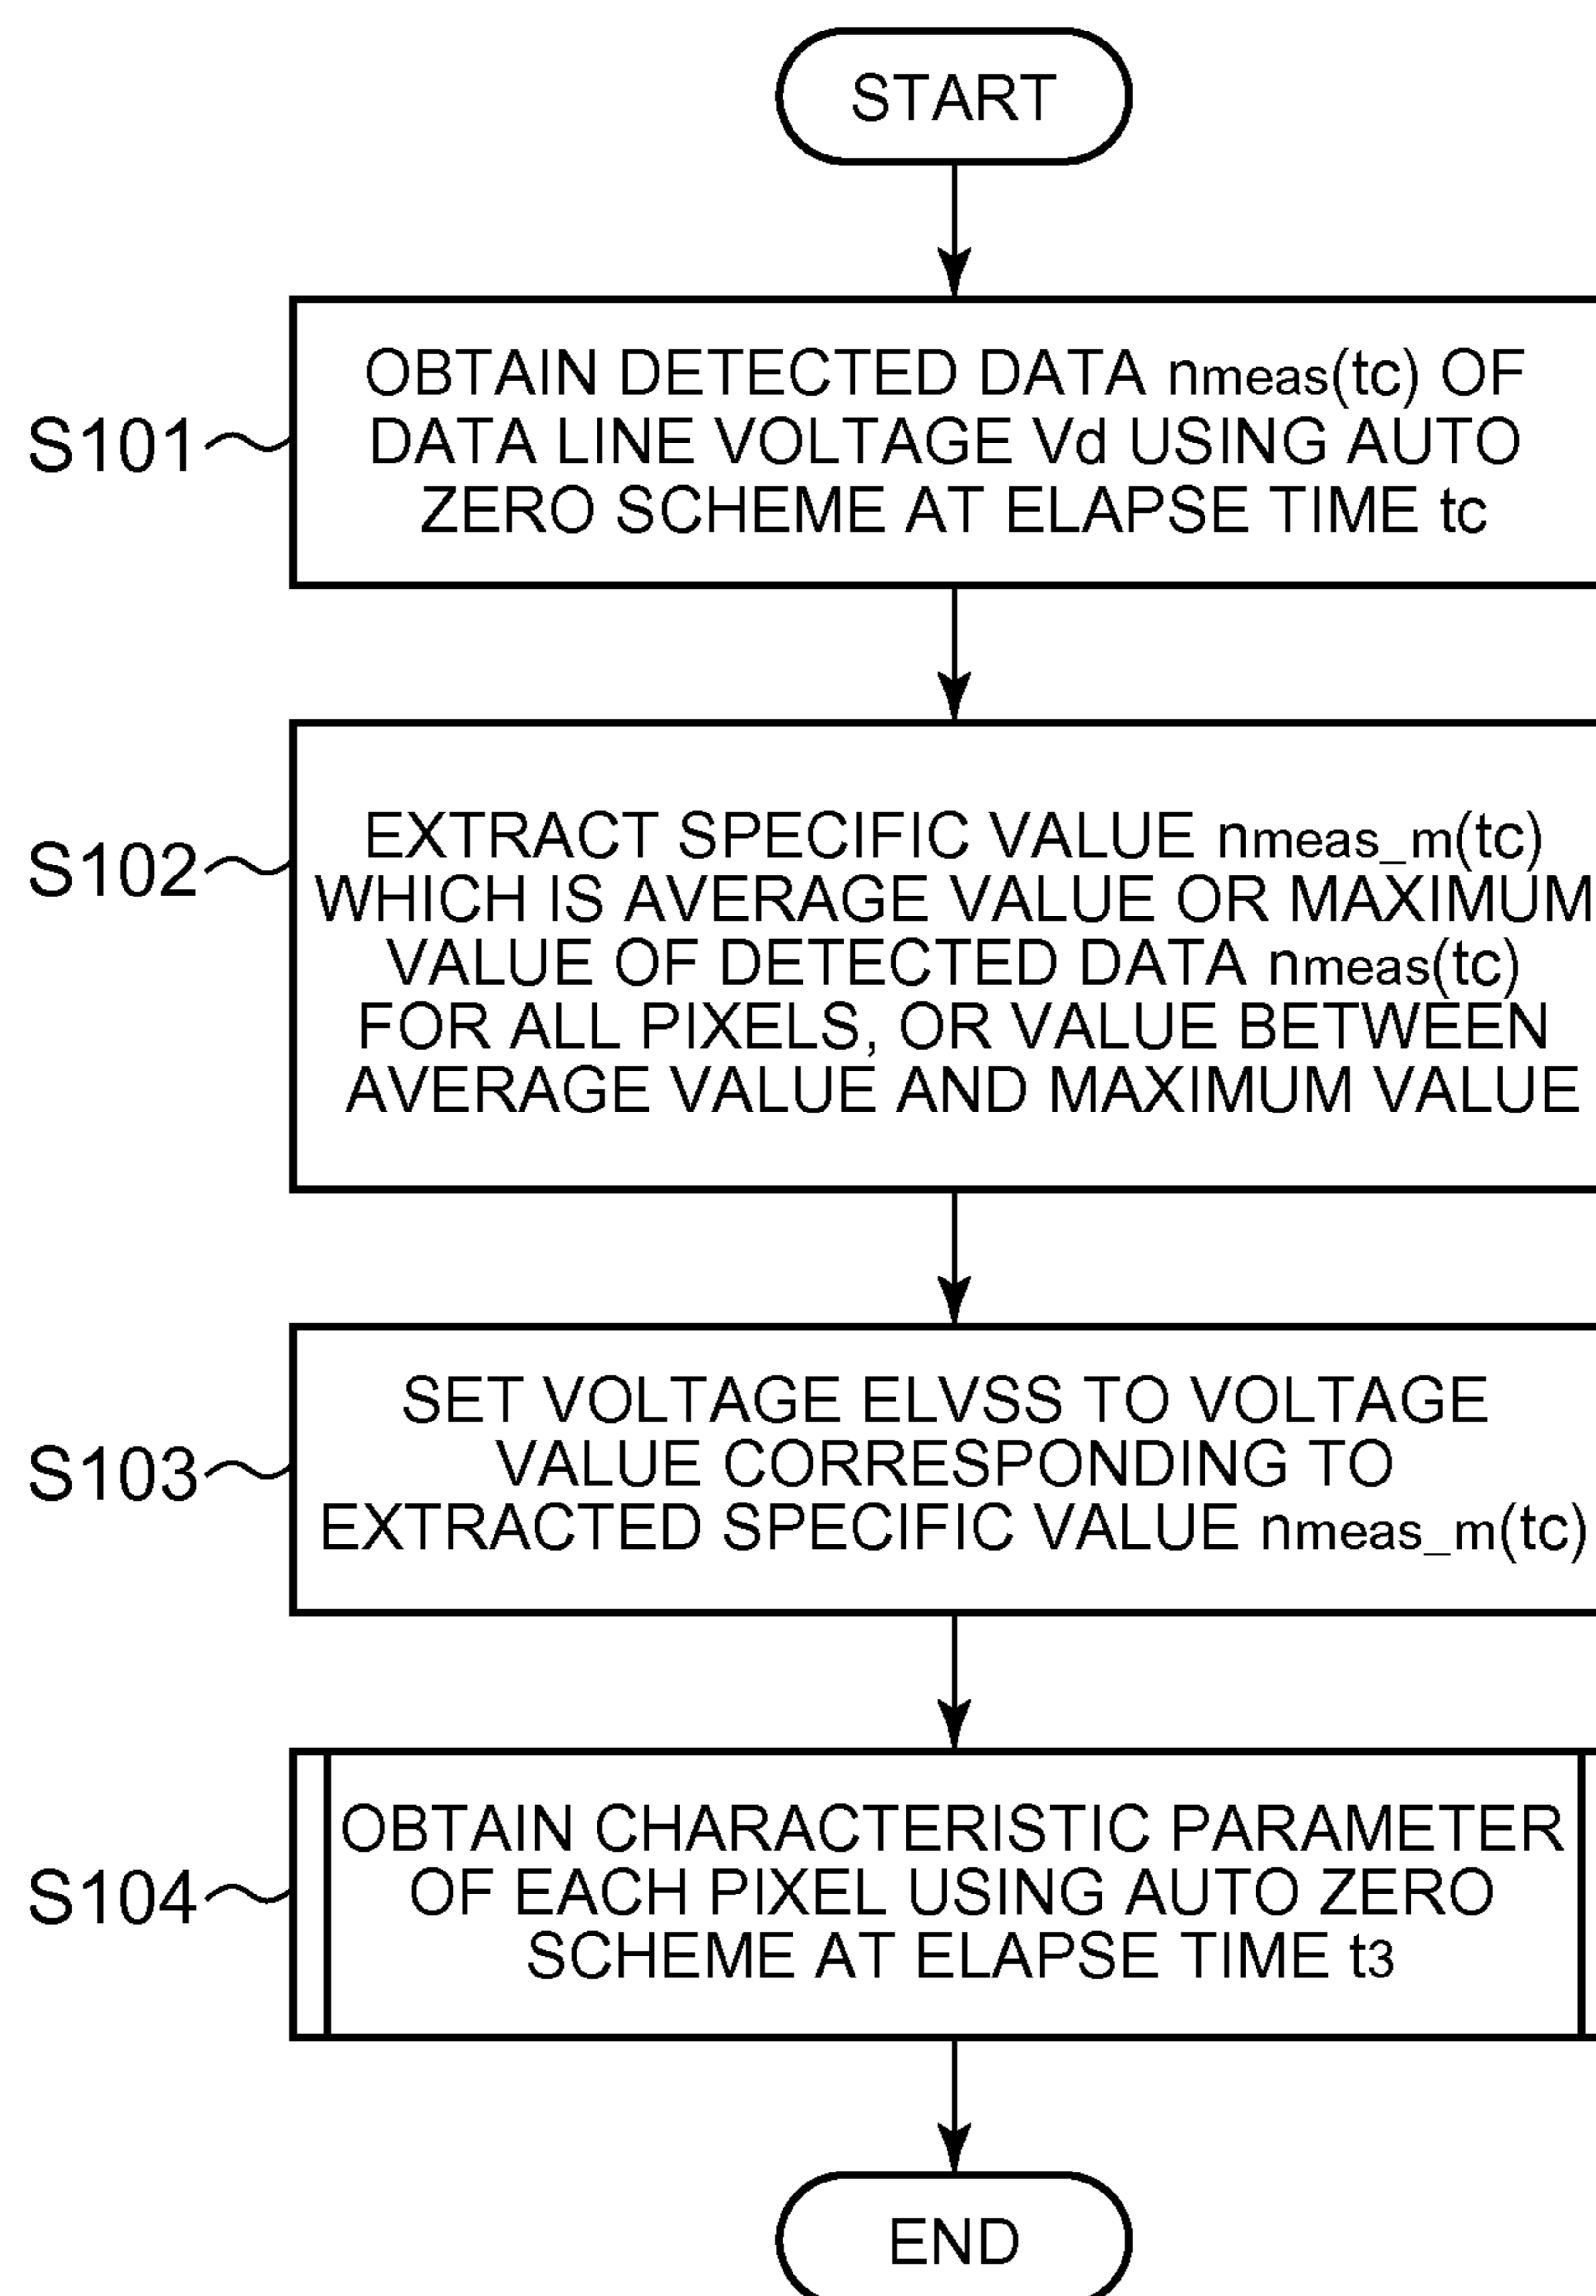 START
S101
OBTAIN DETECTED DATA nmeas(tc) OF
DATA LINE VOLTAGE Vd USING AUTO
ZERO SCHEME AT ELAPSE TIME tc
S102
EXTRACT SPECIFIC VALUE nmeas_m(tc)
WHICH IS AVERAGE VALUE OR MAXIMUM
VALUE OF DETECTED DATA nmeas(tc)
FOR ALL PIXELS, OR VALUE BETWEEN
AVERAGE VALUE AND MAXIMUM VALUE
S103
SET VOLTAGE ELVSS TO VOLTAGE
VALUE CORRESPONDING TO
EXTRACTED SPECIFIC VALUE nmeas_m(tc)
S104
OBTAIN CHARACTERISTIC PARAMETER
OF EACH PIXEL USING AUTO ZERO
SCHEME AT ELAPSE TIME t3
END